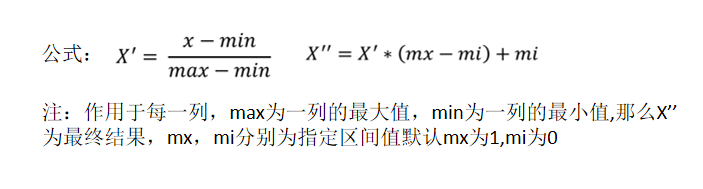 公式： X′ = (x − min) / (max − min)  X″ = X′ * (mx − mi) + mi
注：作用于每一列，max为一列的最大值，min为一列的最小值,那么X’’
为最终结果，mx，mi分别为指定区间值默认mx为1,mi为0